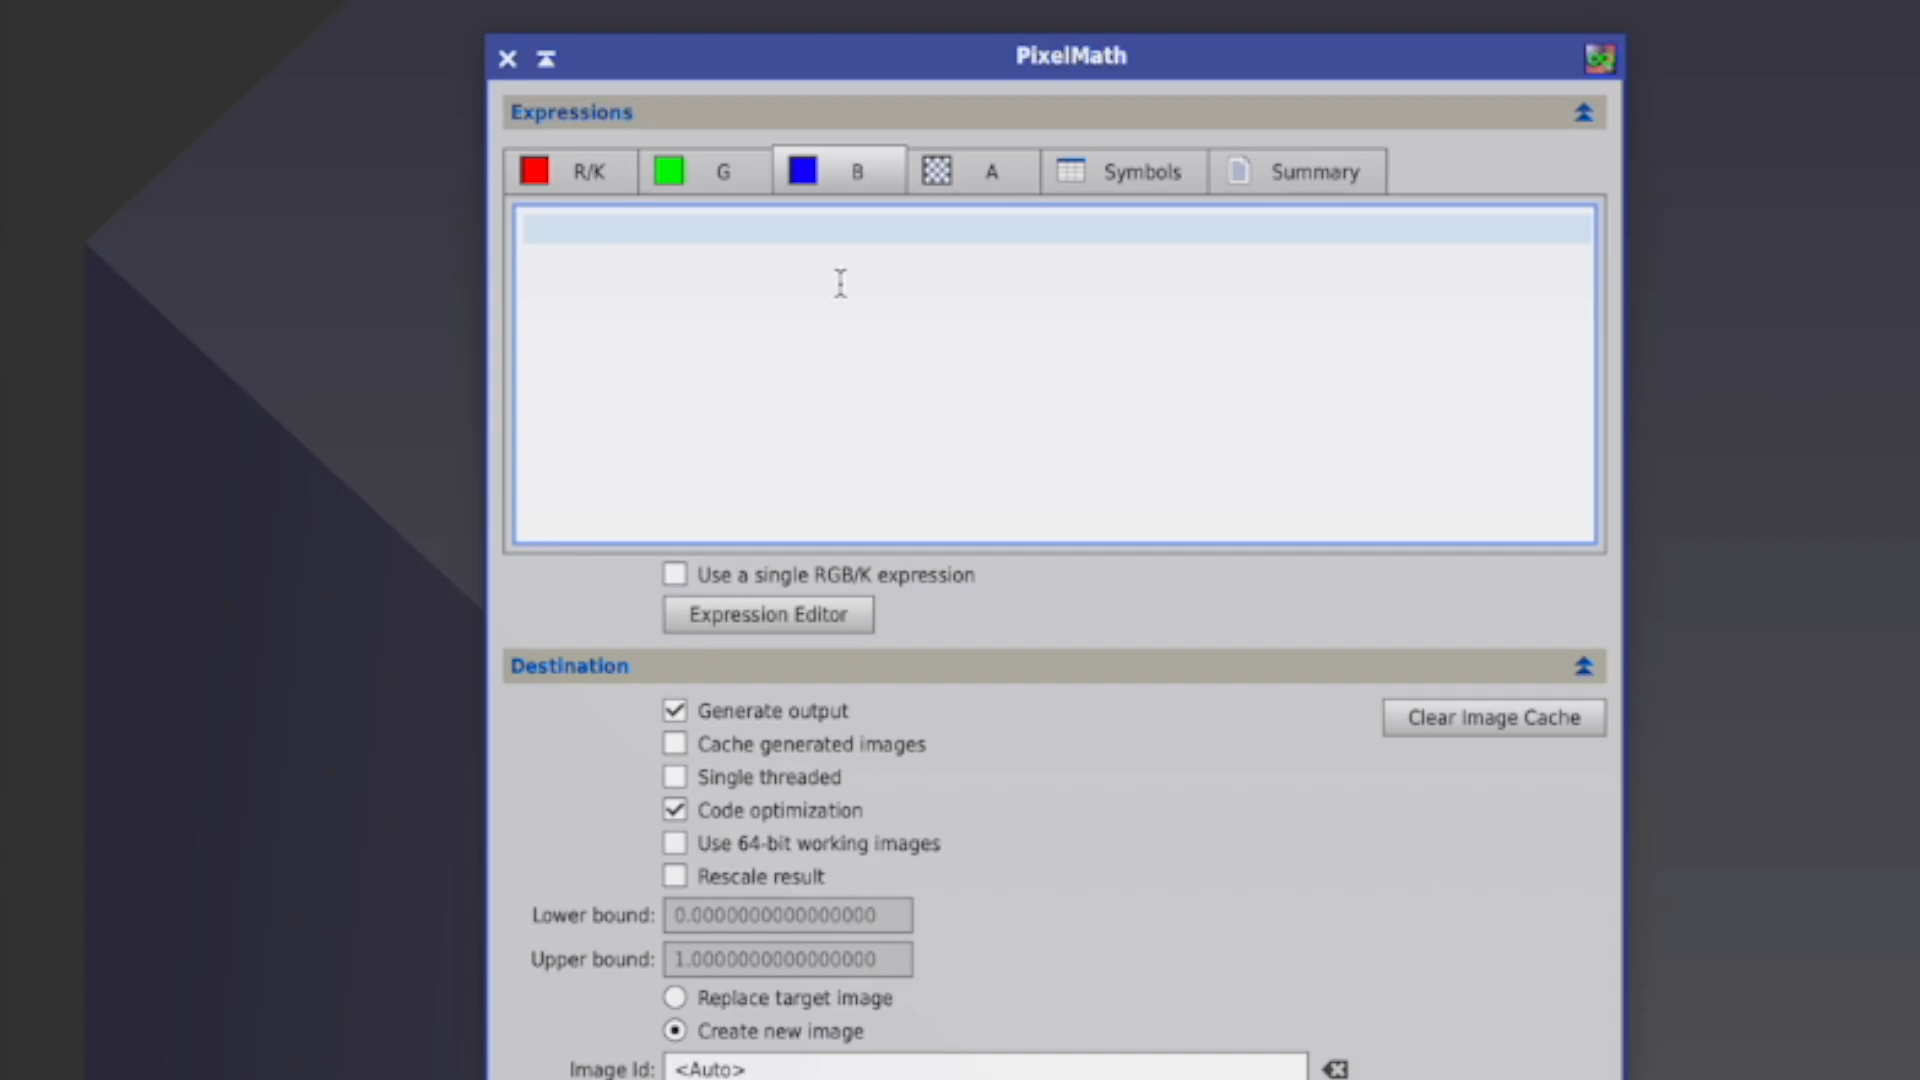 PixelMath
Expressions
R/K G B A Symbols Summary
Use a single RGB/K expression
Expression Editor
Destination
Generate output
Clear Image Cache
Cache generated images
Single threaded
Code optimization
Use 64-bit working images
Rescale result
Lower bound: 0.0000000000000000
Upper bound: 1.0000000000000000
Replace target image
Create new image
Image Id: <Auto>